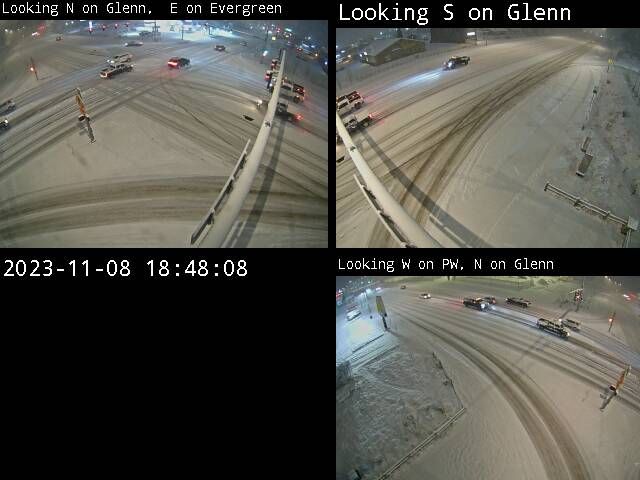 Looking N on Glenn,  E on Evergreen
Looking S on Glenn
2023-11-08 18:48:08
Looking W on PW, N on Glenn